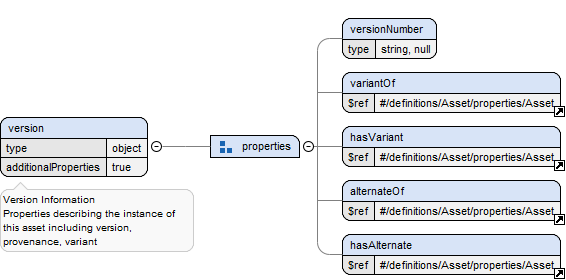 version
type object
additionalProperties true
Version Information
Properties describing the instance of
this asset including version,
provenance, variant
properties
versionNumber
type string, null
variantOf
$ref #/definitions/Asset/properties/Asset
hasVariant
$ref #/definitions/Asset/properties/Asset
alternateOf
$ref #/definitions/Asset/properties/Asset
hasAlternate
$ref #/definitions/Asset/properties/Asset